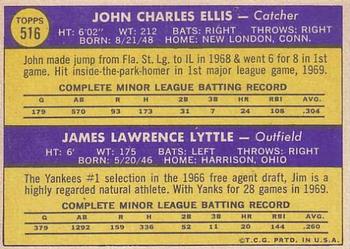 TOPPS
516
JOHN CHARLES ELLIS – Catcher
HT: 6'02" WT: 212 BATS: RIGHT THROWS: RIGHT
BORN: 8/21/48 HOME: NEW LONDON, CONN.
John made jump from Fla. St. Lg to IL in 1968 & went 6 for 8 in 1st
game. Hit inside-the-park-homer in 1st major league game, 1969.
COMPLETE MINOR LEAGUE BATTING RECORD
G AB R H 2B 3B HR RBI AVG.
179 570 93 173 31 7 24 108 .304
JAMES LAWRENCE LYTTLE – Outfield
HT: 6' WT: 175 BATS: LEFT THROWS: RIGHT
BORN: 5/20/46 HOME: HARRISON, OHIO
The Yankees #1 selection in the 1966 free agent draft, Jim is
a highly regarded natural athlete. With Yanks for 28 games in 1969.
COMPLETE MINOR LEAGUE BATTING RECORD
G AB R H 2B 3B HR RBI AVG.
379 1292 159 336 52 11 20 144 .260
©T.C.G. PRTD. IN U.S.A.